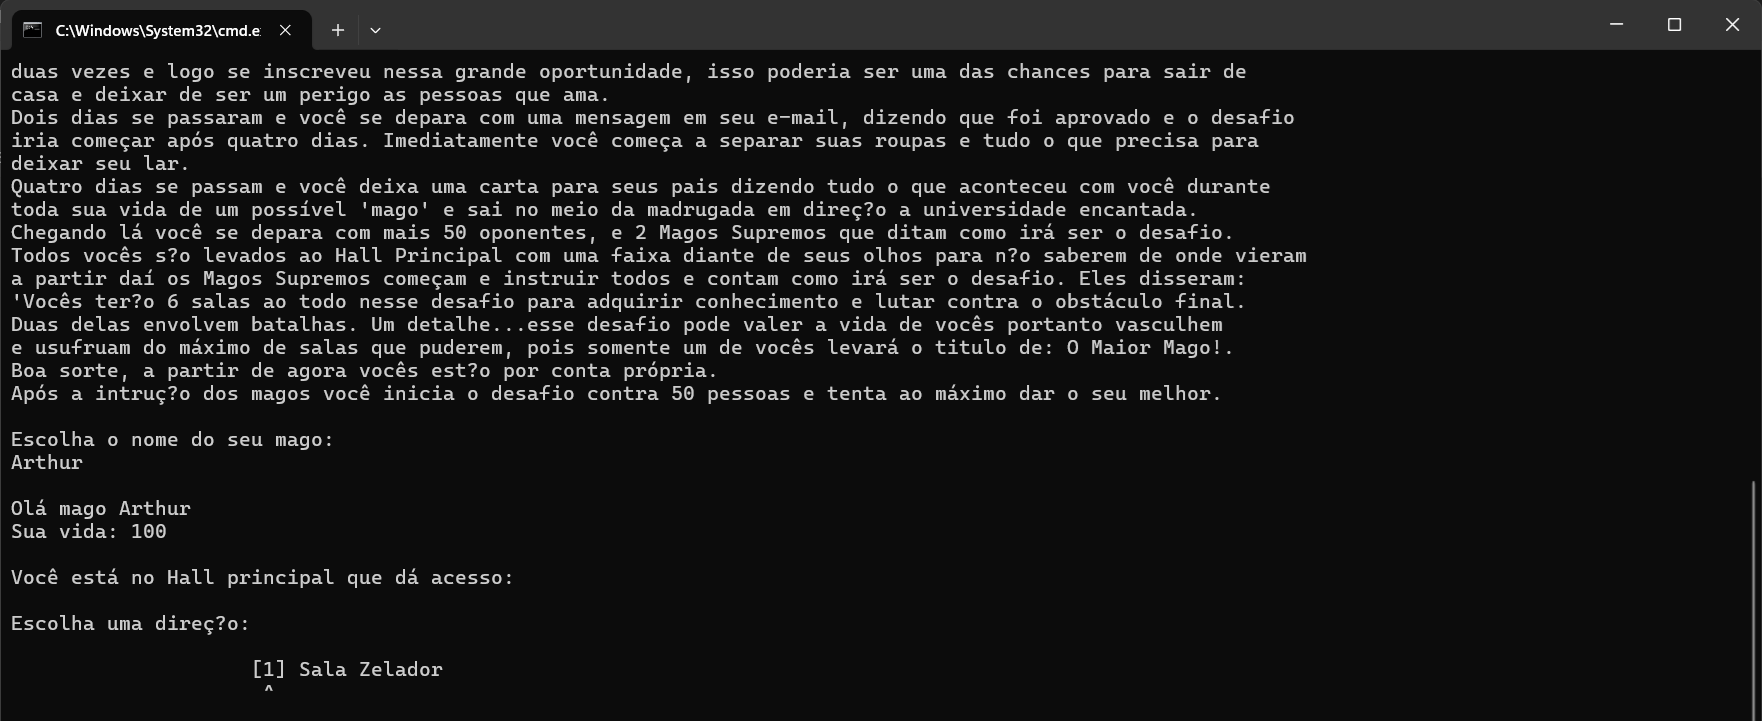 C:\Windows\System32\cmd.e
duas vezes e logo se inscreveu nessa grande oportunidade, isso poderia ser uma das chances para sair de
casa e deixar de ser um perigo as pessoas que ama.
Dois dias se passaram e você se depara com uma mensagem em seu e-mail, dizendo que foi aprovado e o desafio
iria começar após quatro dias. Imediatamente você começa a separar suas roupas e tudo o que precisa para
deixar seu lar.
Quatro dias se passam e você deixa uma carta para seus pais dizendo tudo o que aconteceu com você durante
toda sua vida de um possível 'mago' e sai no meio da madrugada em direç?o a universidade encantada.
Chegando lá você se depara com mais 50 oponentes, e 2 Magos Supremos que ditam como irá ser o desafio.
Todos vocês s?o levados ao Hall Principal com uma faixa diante de seus olhos para n?o saberem de onde vieram
a partir daí os Magos Supremos começam e instruir todos e contam como irá ser o desafio. Eles disseram:
'Vocês ter?o 6 salas ao todo nesse desafio para adquirir conhecimento e lutar contra o obstáculo final.
Duas delas envolvem batalhas. Um detalhe...esse desafio pode valer a vida de vocês portanto vasculhem
e usufruam do máximo de salas que puderem, pois somente um de vocês levará o titulo de: O Maior Mago!.
Boa sorte, a partir de agora vocês est?o por conta própria.
Após a intruç?o dos magos você inicia o desafio contra 50 pessoas e tenta ao máximo dar o seu melhor.
Escolha o nome do seu mago:
Arthur
Olá mago Arthur
Sua vida: 100
Você está no Hall principal que dá acesso:
Escolha uma direç?o:
[1] Sala Zelador
^